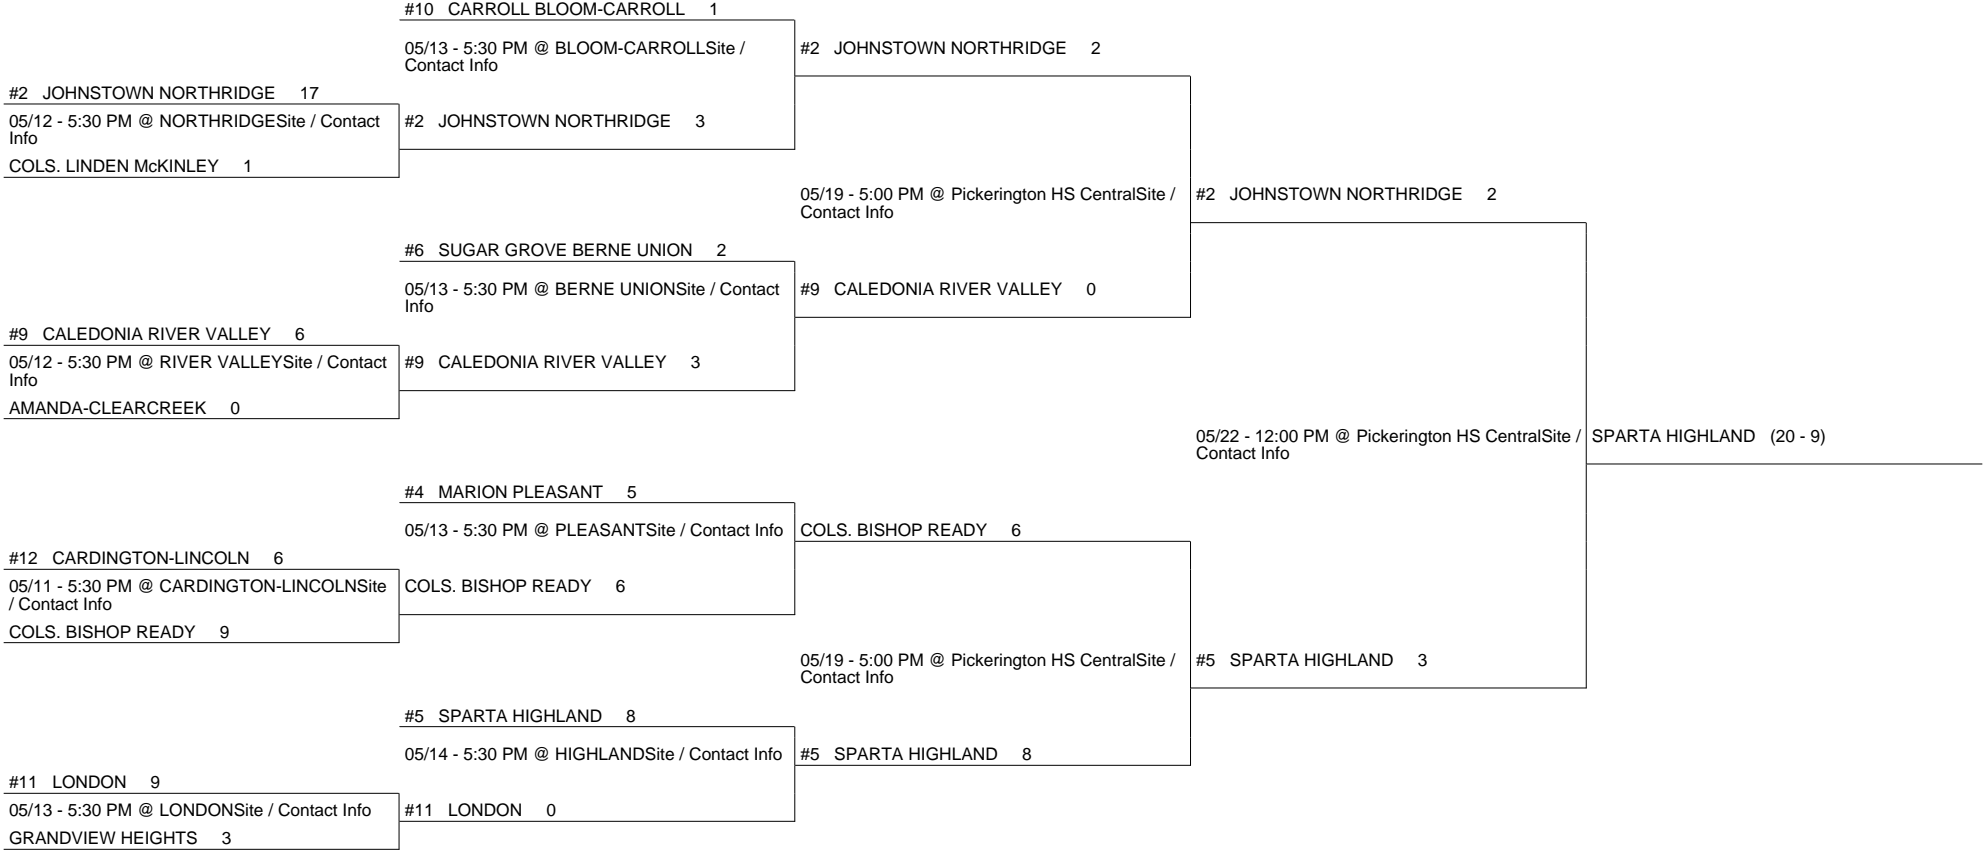 #10 CARROLL BLOOM-CARROLL 1
05/13 - 5:30 PM @ BLOOM-CARROLLSite /
Contact Info
#2 JOHNSTOWN NORTHRIDGE 2
#2 JOHNSTOWN NORTHRIDGE 17
05/12 - 5:30 PM @ NORTHRIDGESite / Contact
Info
#2 JOHNSTOWN NORTHRIDGE 3
COLS. LINDEN McKINLEY 1
05/19 - 5:00 PM @ Pickerington HS CentralSite /
Contact Info
#2 JOHNSTOWN NORTHRIDGE 2
#6 SUGAR GROVE BERNE UNION 2
05/13 - 5:30 PM @ BERNE UNIONSite / Contact
Info
#9 CALEDONIA RIVER VALLEY 0
#9 CALEDONIA RIVER VALLEY 6
05/12 - 5:30 PM @ RIVER VALLEYSite / Contact
Info
#9 CALEDONIA RIVER VALLEY 3
AMANDA-CLEARCREEK 0
05/22 - 12:00 PM @ Pickerington HS CentralSite /
Contact Info
SPARTA HIGHLAND (20 - 9)
#4 MARION PLEASANT 5
05/13 - 5:30 PM @ PLEASANTSite / Contact Info
COLS. BISHOP READY 6
#12 CARDINGTON-LINCOLN 6
05/11 - 5:30 PM @ CARDINGTON-LINCOLNSite
/ Contact Info
COLS. BISHOP READY 6
COLS. BISHOP READY 9
05/19 - 5:00 PM @ Pickerington HS CentralSite /
Contact Info
#5 SPARTA HIGHLAND 3
#5 SPARTA HIGHLAND 8
05/14 - 5:30 PM @ HIGHLANDSite / Contact Info
#5 SPARTA HIGHLAND 8
#11 LONDON 9
05/13 - 5:30 PM @ LONDONSite / Contact Info
#11 LONDON 0
GRANDVIEW HEIGHTS 3